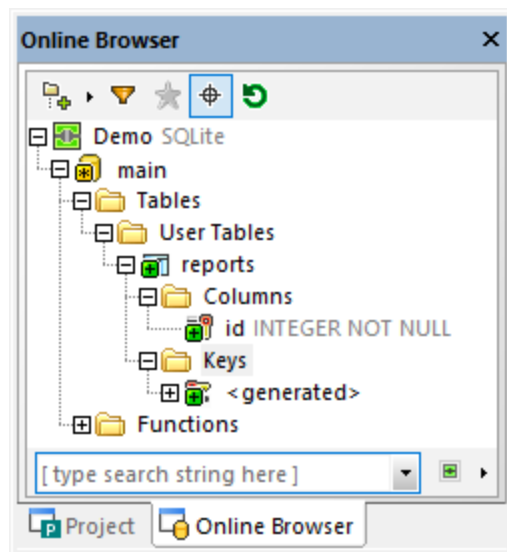 Online Browser
Demo SQLite
main
Tables
User Tables
reports
Columns
id INTEGER NOT NULL
Keys
<generated>
Functions
[ type search string here ]
Project Online Browser